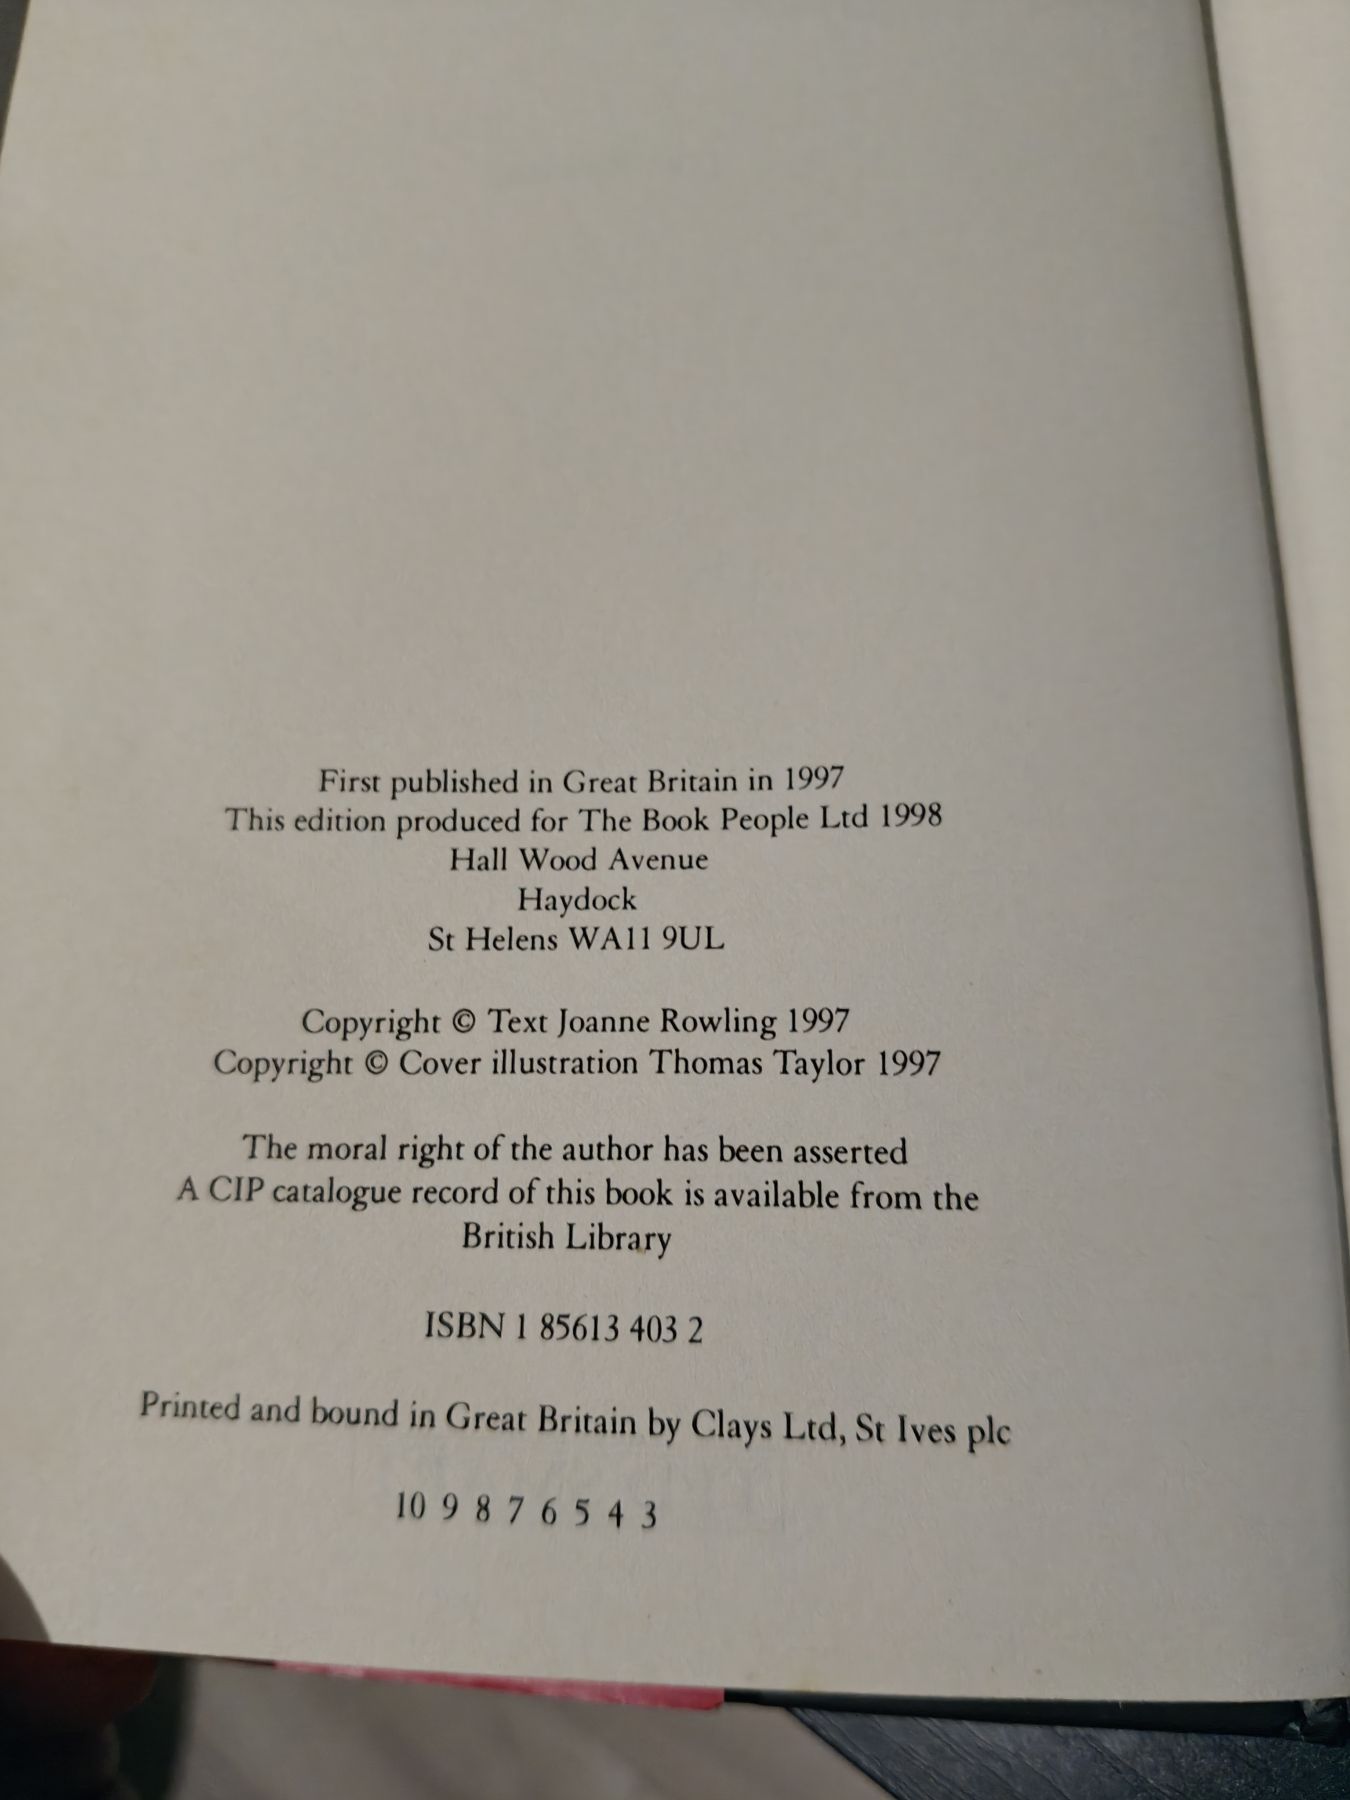 First published in Great Britain in 1997
This edition produced for The Book People Ltd 1998
Hall Wood Avenue
Haydock
St Helens WA11 9UL
Copyright © Text Joanne Rowling 1997
Copyright © Cover illustration Thomas Taylor 1997
The moral right of the author has been asserted
A CIP catalogue record of this book is available from the
British Library
ISBN 1 85613 403 2
Printed and bound in Great Britain by Clays Ltd, St Ives plc
10 9 8 7 6 5 4 3